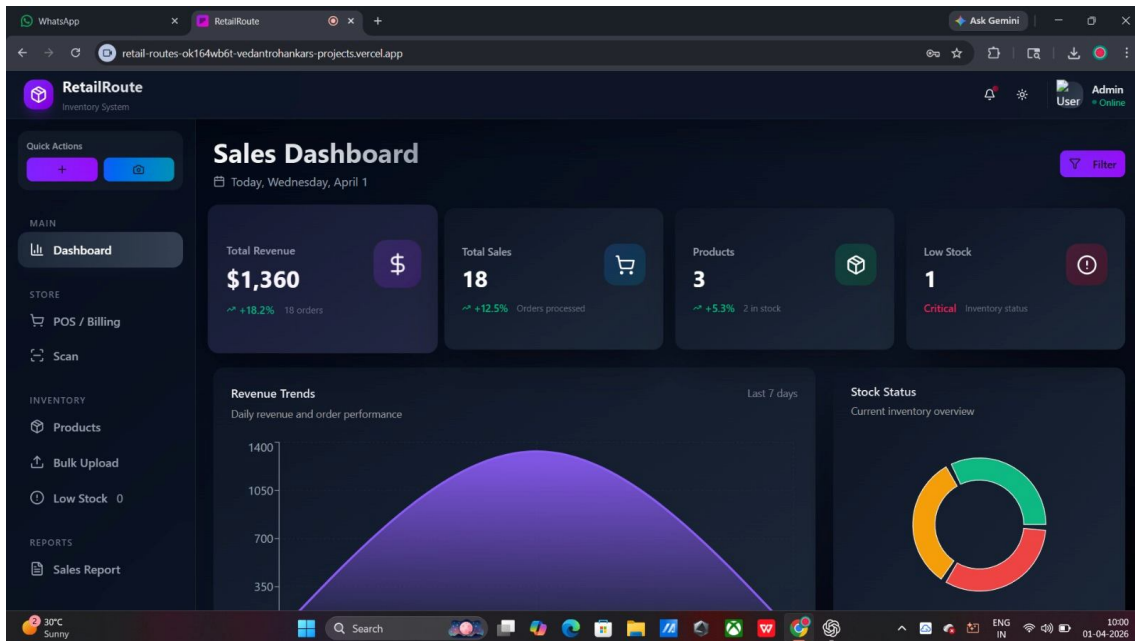 WhatsApp
RetailRoute
Ask Gemini
retail-routes-ok164wb6t-vedantrohankars-projects.vercel.app
RetailRoute
Inventory System
User
Admin
Online
Quick Actions
+
Sales Dashboard
Today, Wednesday, April 1
Filter
MAIN
Dashboard
STORE
POS / Billing
Scan
INVENTORY
Products
Bulk Upload
Low Stock 0
REPORTS
Sales Report
Total Revenue
$1,360
+18.2% 18 orders
Total Sales
18
+12.5% Orders processed
Products
3
+5.3% 2 in stock
Low Stock
1
Critical Inventory status
Revenue Trends
Last 7 days
Daily revenue and order performance
1400
1050
700
350
Stock Status
Current inventory overview
2
30°C
Sunny
Search
ENG
IN
10:00
01-04-2026